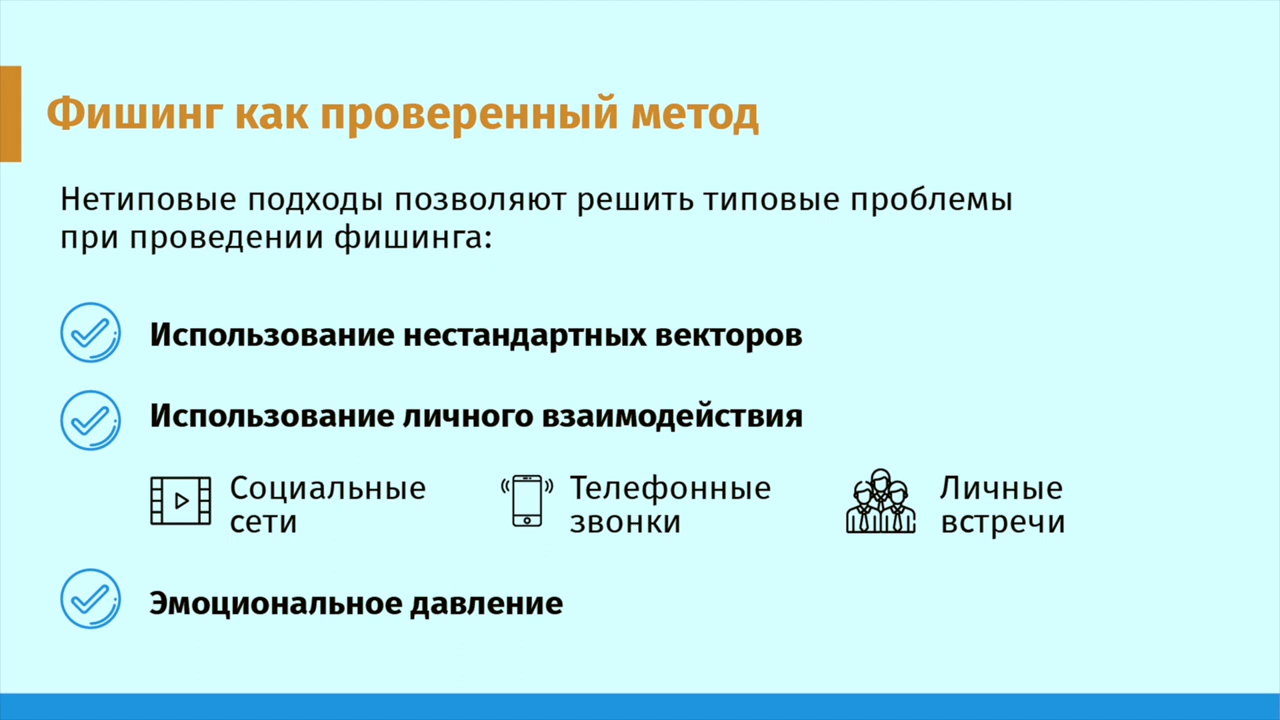 Фишинг как проверенный метод
Нетиповые подходы позволяют решить типовые проблемы
при проведении фишинга:
Использование нестандартных векторов
Использование личного взаимодействия
Социальные
сети
Телефонные
звонки
Личные
встречи
Эмоциональное давление